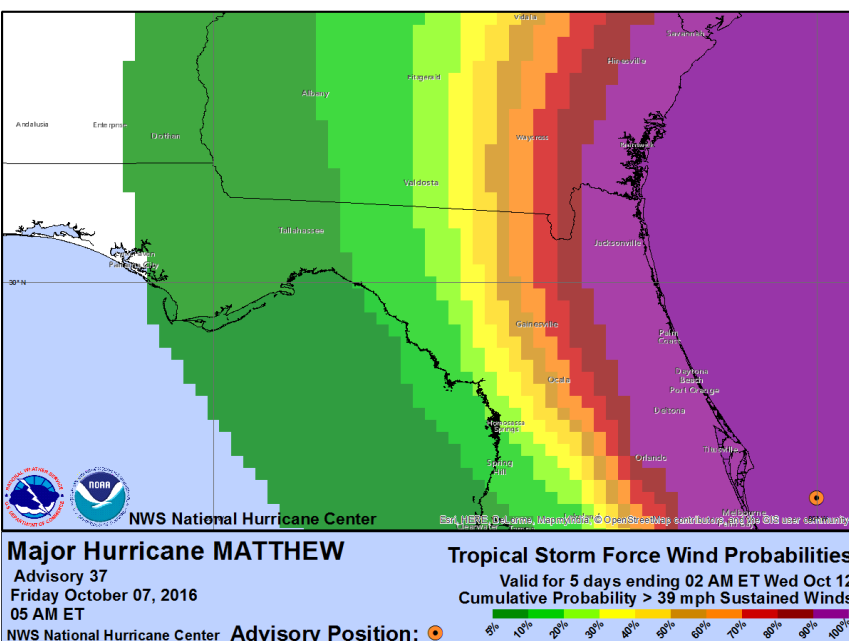 Vidalia
Savannah
Hinesville
Fitzgerald
Albany
Andalusia
Enterprise
Dothan
Waycross
Brunswick
Valdosta
Tallahassee
Jacksonville
Panama City
30° N
Gainesville
Palm
Coast
Daytona
Beach
Port Orange
Ocala
Deltona
Homosassa
Springs
Titusville
Orlando
Spring
Hill
Melbourne
NWS National Hurricane Center
Esri, HERE, DeLorme, MapmyIndia, © OpenStreetMap contributors, and the GIS user community
Major Hurricane MATTHEW
Advisory 37
Friday October 07, 2016
05 AM ET
NWS National Hurricane Center Advisory Position:
Tropical Storm Force Wind Probabilities
Valid for 5 days ending 02 AM ET Wed Oct 12
Cumulative Probability > 39 mph Sustained Winds
5% 10% 20% 30% 40% 50% 60% 70% 80% 90% 100%
NOAA